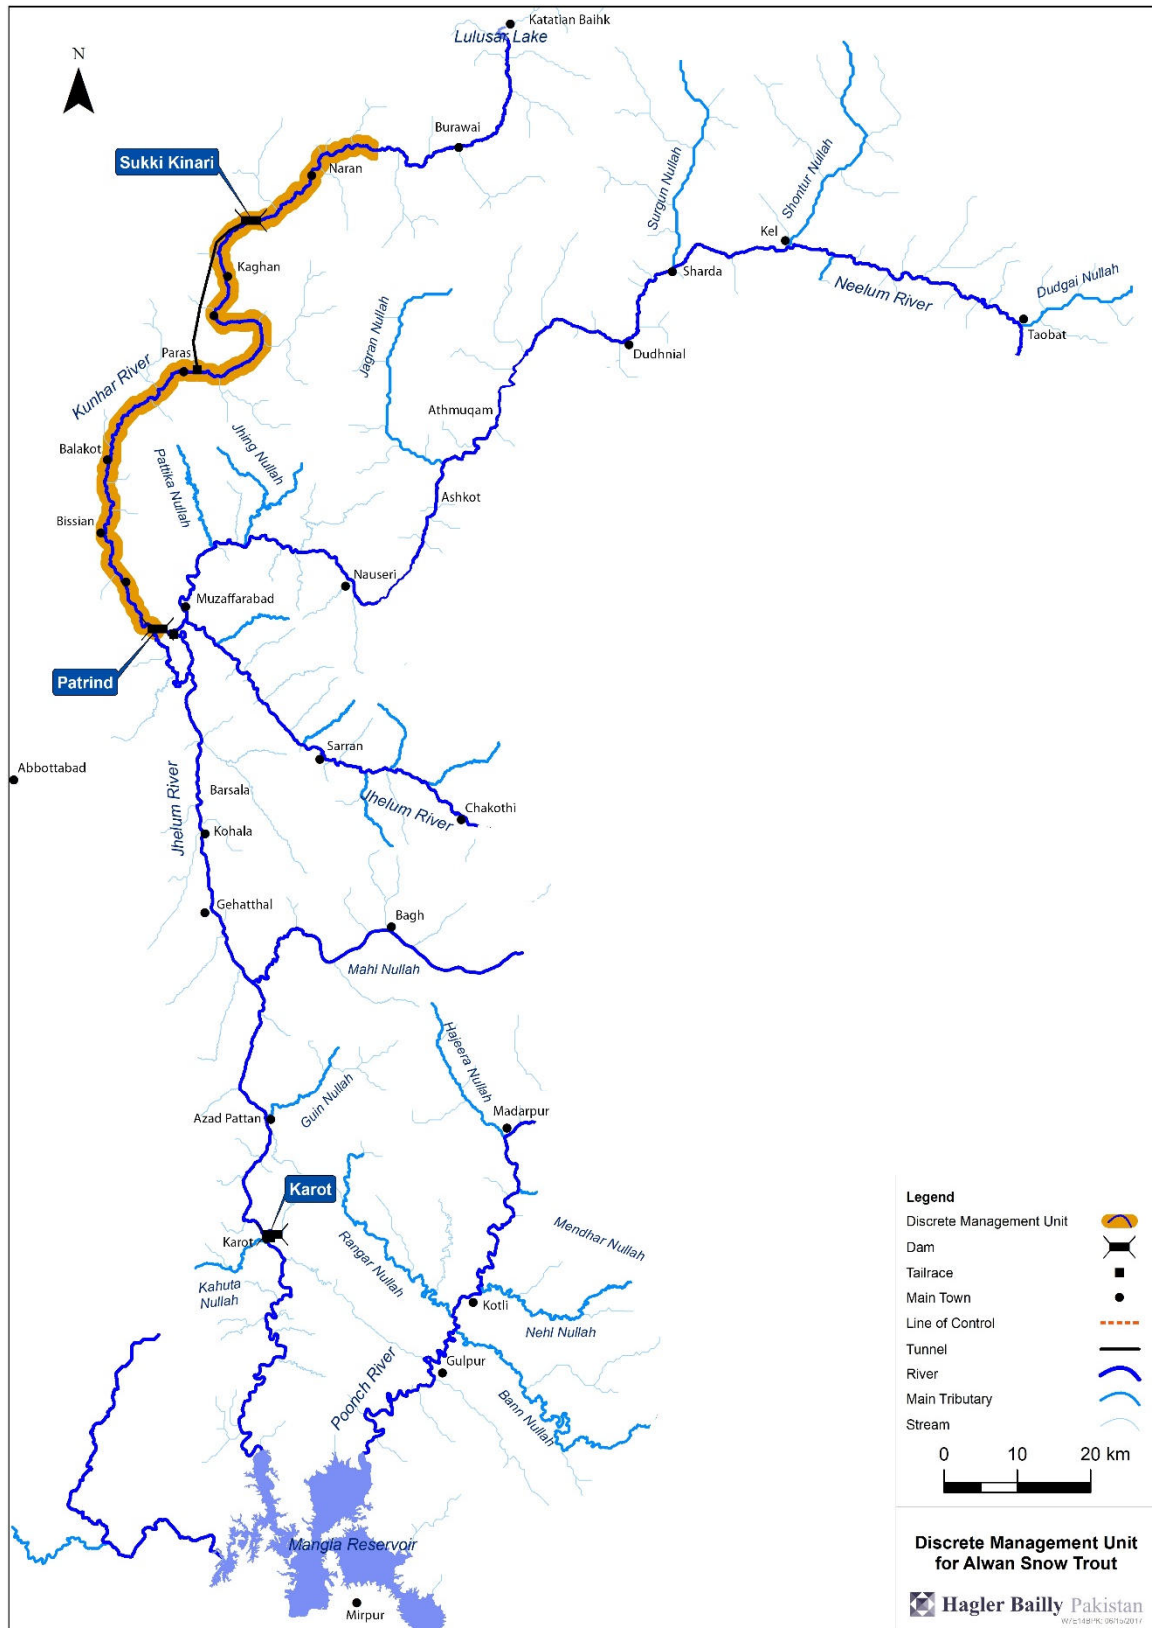 Katatian Baihk
Lulusar Lake
N
Burawai
Sukki Kinari
Naran
Surgun Nullah
Shontur Nullah
Kel
Kaghan
Sharda
Neelum River
Dudgai Nullah
Taobat
Jagran Nullah
Dudhnial
Paras
Kunhar River
Athmuqam
Jhing Nullah
Balakot
Pattika Nullah
Ashkot
Bissian
Nauseri
Muzaffarabad
Patrind
Sarran
Abbottabad
Jhelum River
Barsala
Jhelum River
Chakothi
Kohala
Gehatthal
Bagh
Mahl Nullah
Hajeera Nullah
Guin Nullah
Azad Pattan
Madarpur
Karot
Mendhar Nullah
Karot
Rangar Nullah
Kahuta
Nullah
Kotli
Nehl Nullah
Gulpur
Poonch River
Bann Nullah
Mangla Reservoir
Mirpur
Legend
Discrete Management Unit
Dam
Tailrace
Main Town
Line of Control
Tunnel
River
Main Tributary
Stream
0 10 20 km
Discrete Management Unit
for Alwan Snow Trout
Hagler Bailly Pakistan